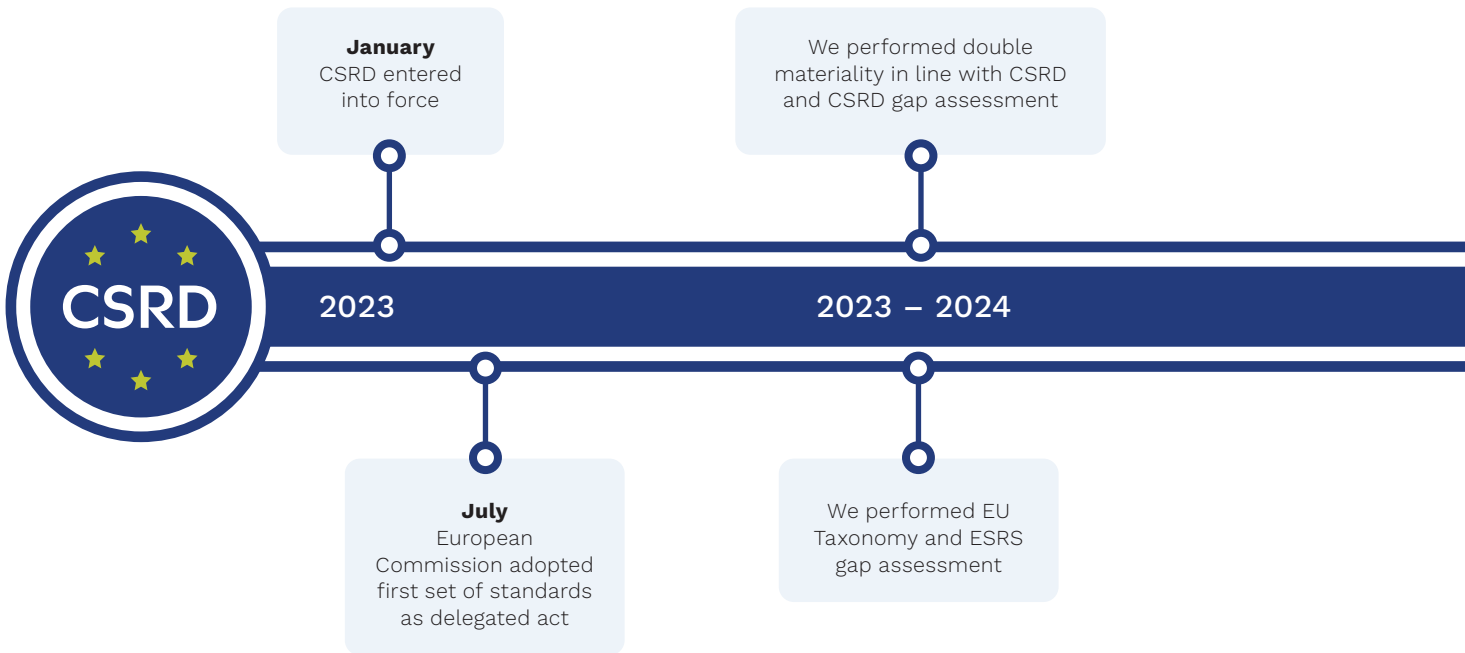 January
CSRD entered
into force
We performed double
materiality in line with CSRD
and CSRD gap assessment
CSRD
2023
2023 – 2024
July
European
Commission adopted
first set of standards
as delegated act
We performed EU
Taxonomy and ESRS
gap assessment